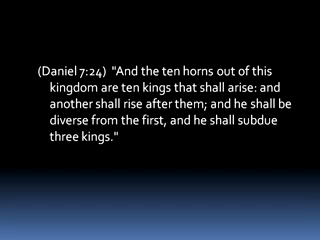 (Daniel 7:24) "And the ten horns out of this
kingdom are ten kings that shall arise: and
another shall rise after them; and he shall be
diverse from the first, and he shall subdue
three kings."